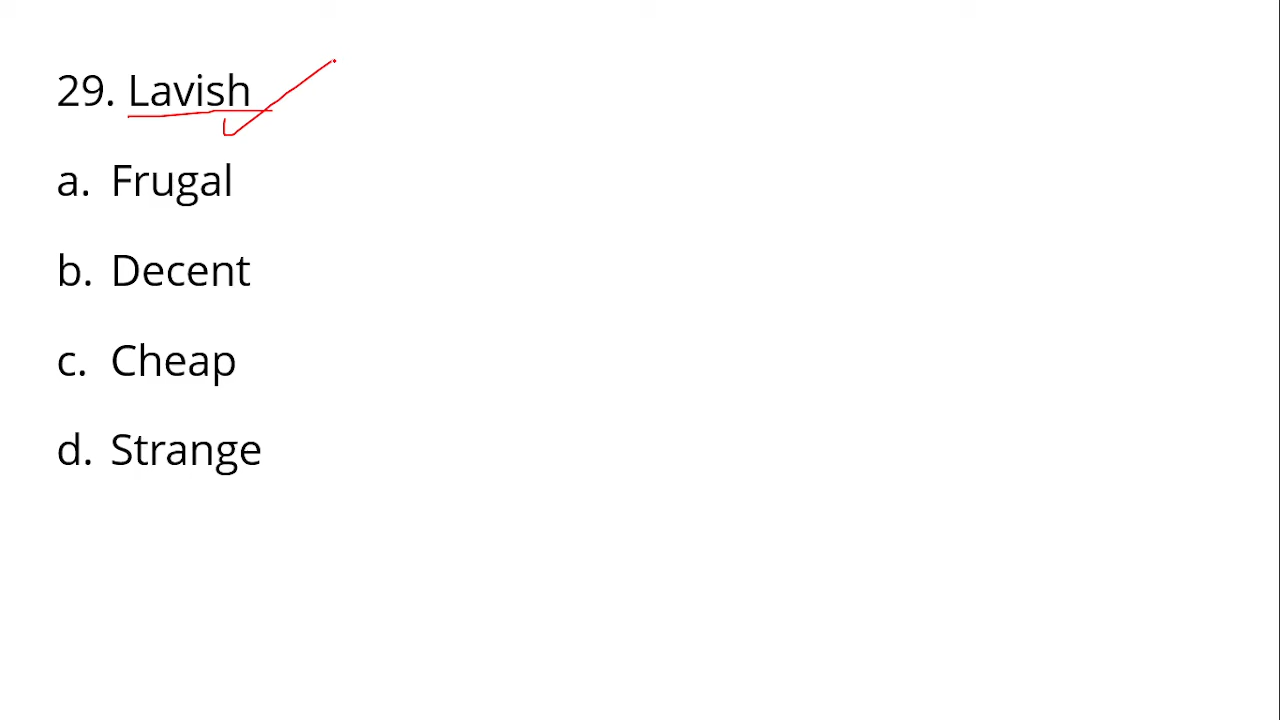 29. Lavish
a. Frugal
b. Decent
c. Cheap
d. Strange